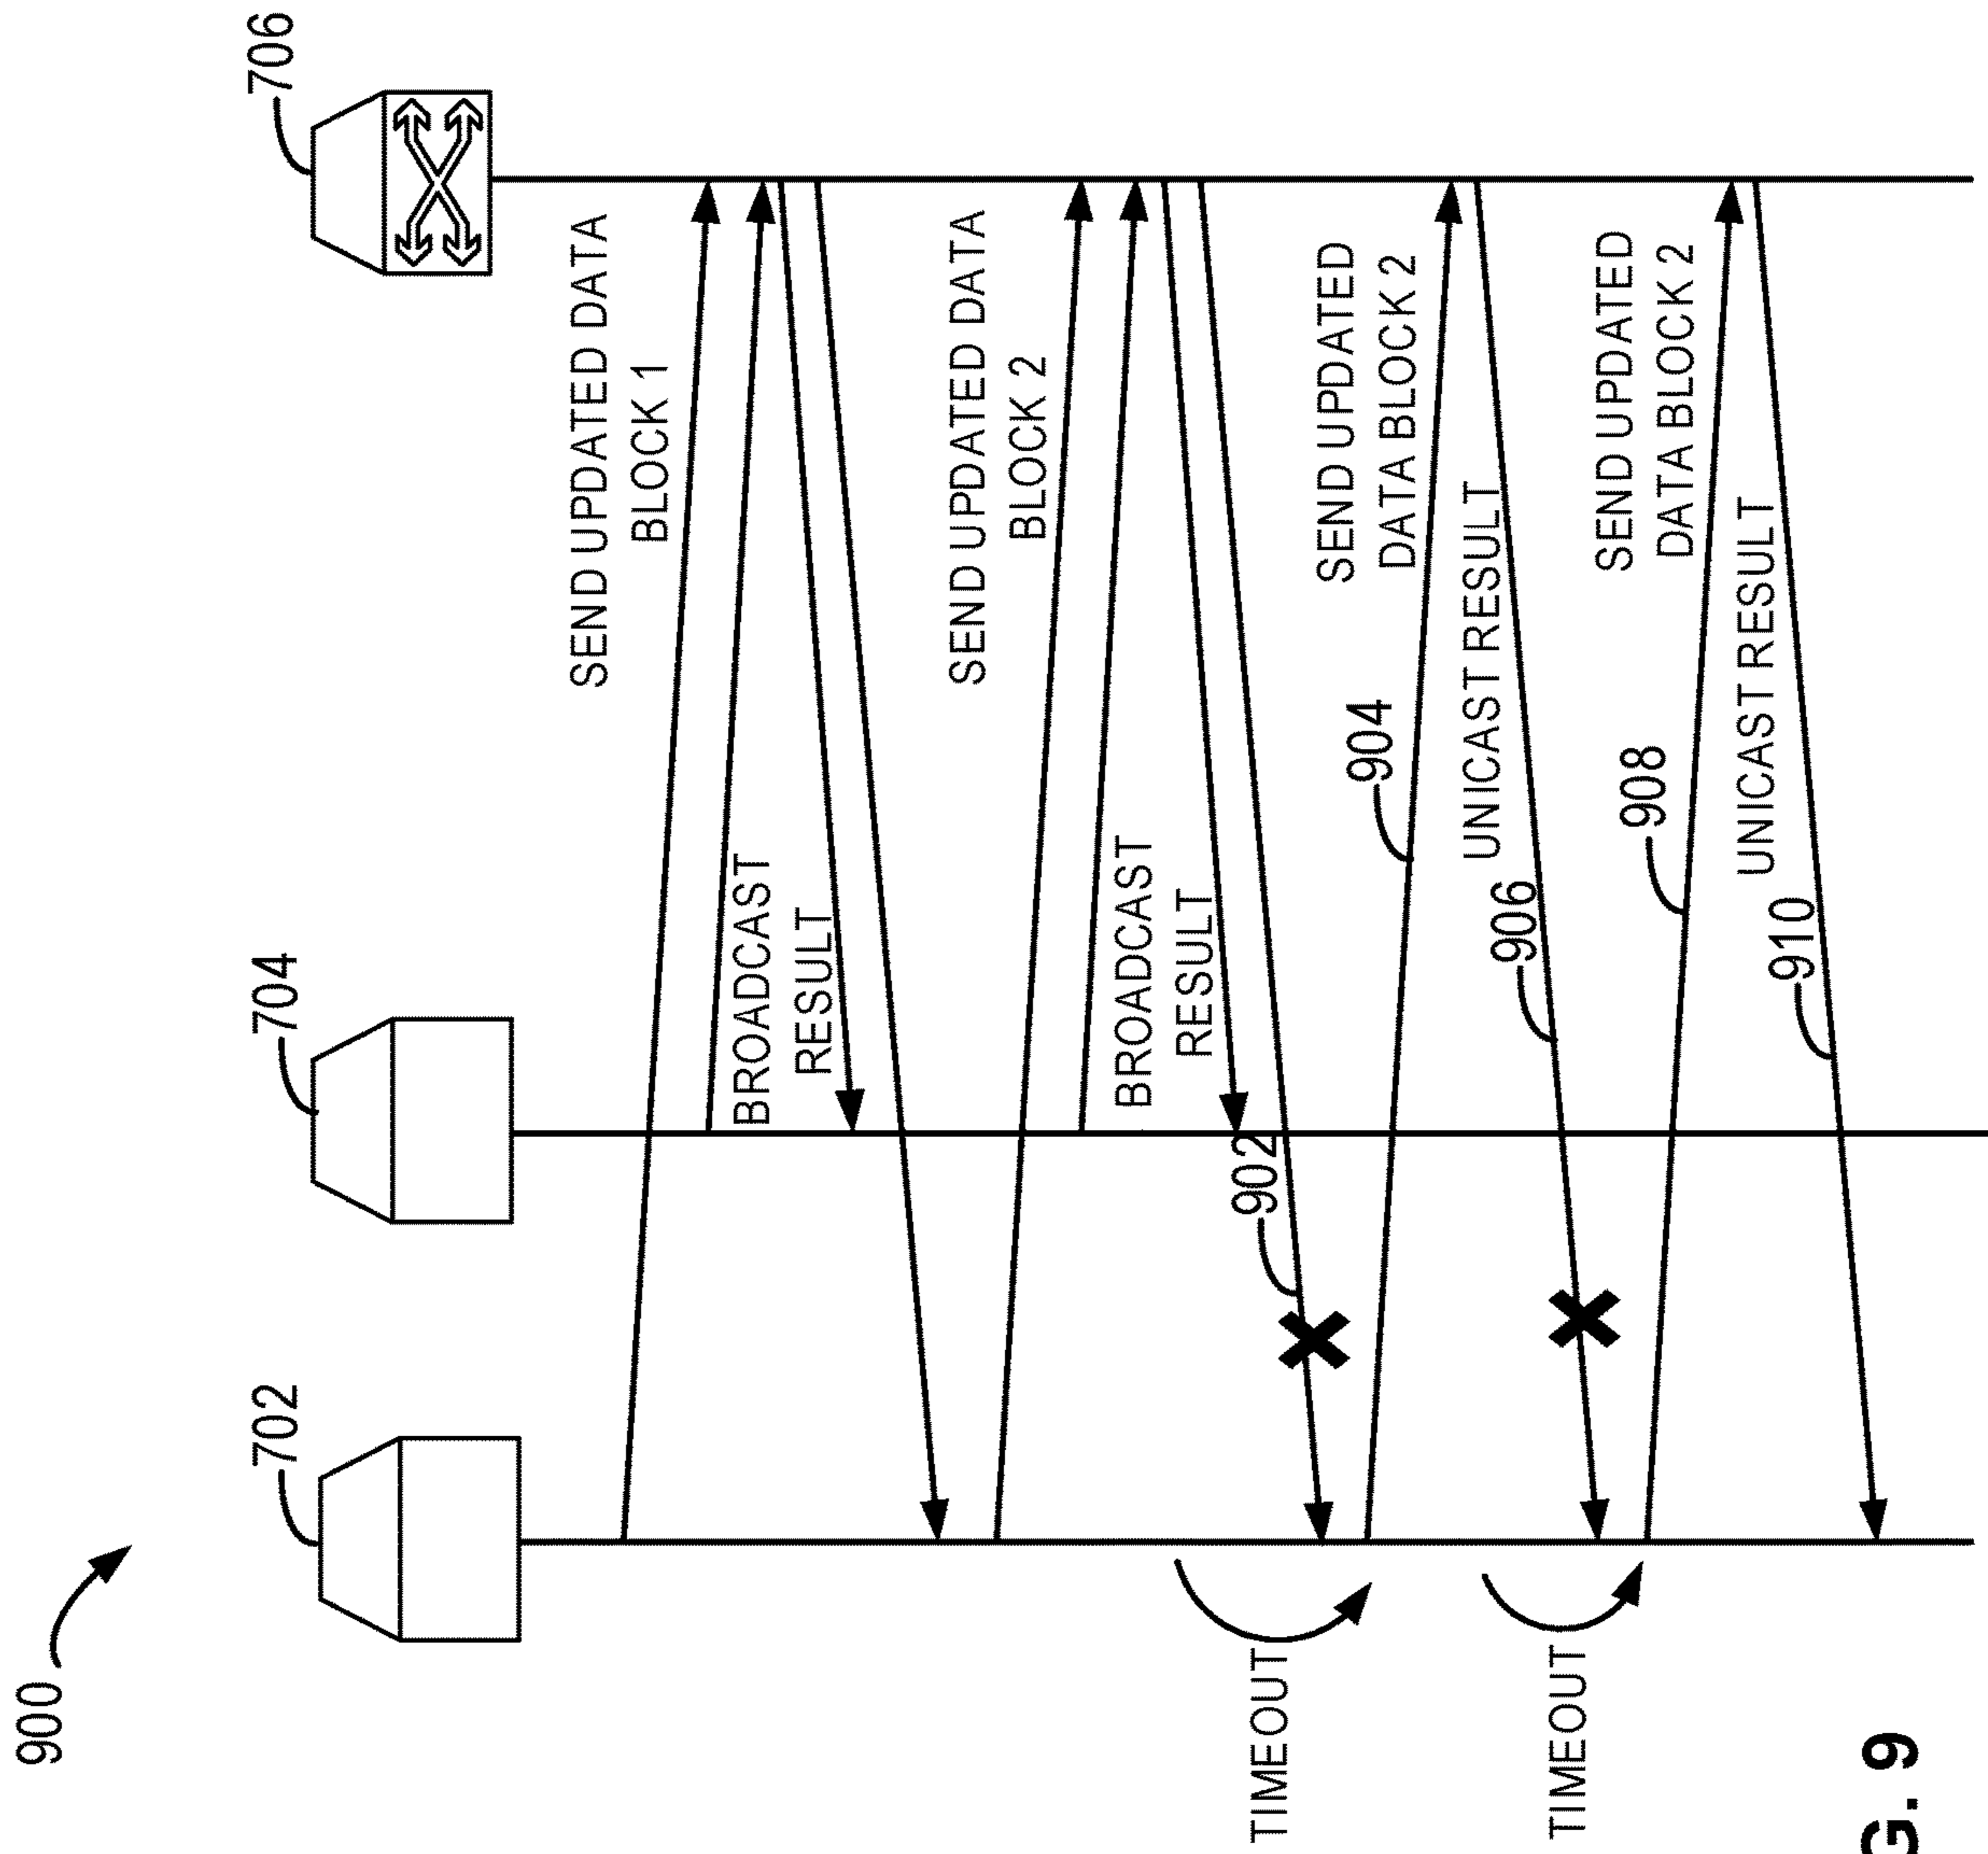 900
702
704
706
SEND UPDATED DATA
BLOCK 1
BROADCAST
RESULT
SEND UPDATED DATA
BLOCK 2
BROADCAST
RESULT
902
TIMEOUT
SEND UPDATED
DATA BLOCK 2
904
UNICAST RESULT
906
TIMEOUT
SEND UPDATED
DATA BLOCK 2
908
UNICAST RESULT
910
G. 9